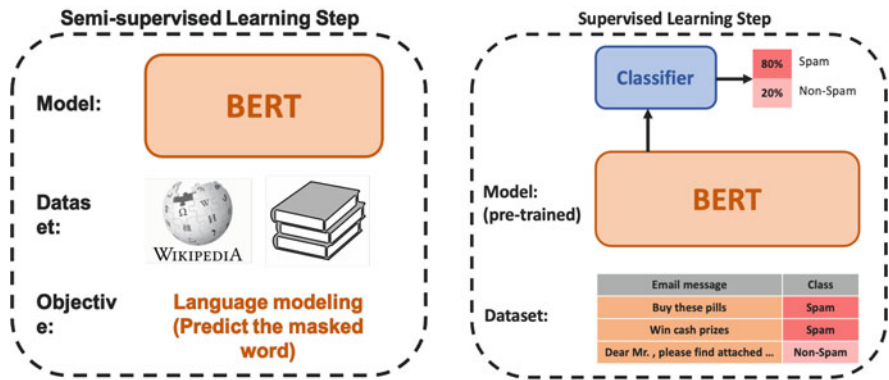 Semi-supervised Learning Step
Model:
BERT
Datas
et:
WIKIPEDIA
Objectiv
e:
Language modeling
(Predict the masked
word)
Supervised Learning Step
Classifier
80% Spam
20% Non-Spam
Model:
(pre-trained)
BERT
Dataset:
Email message Class
Buy these pills Spam
Win cash prizes Spam
Dear Mr. , please find attached ... Non-Spam